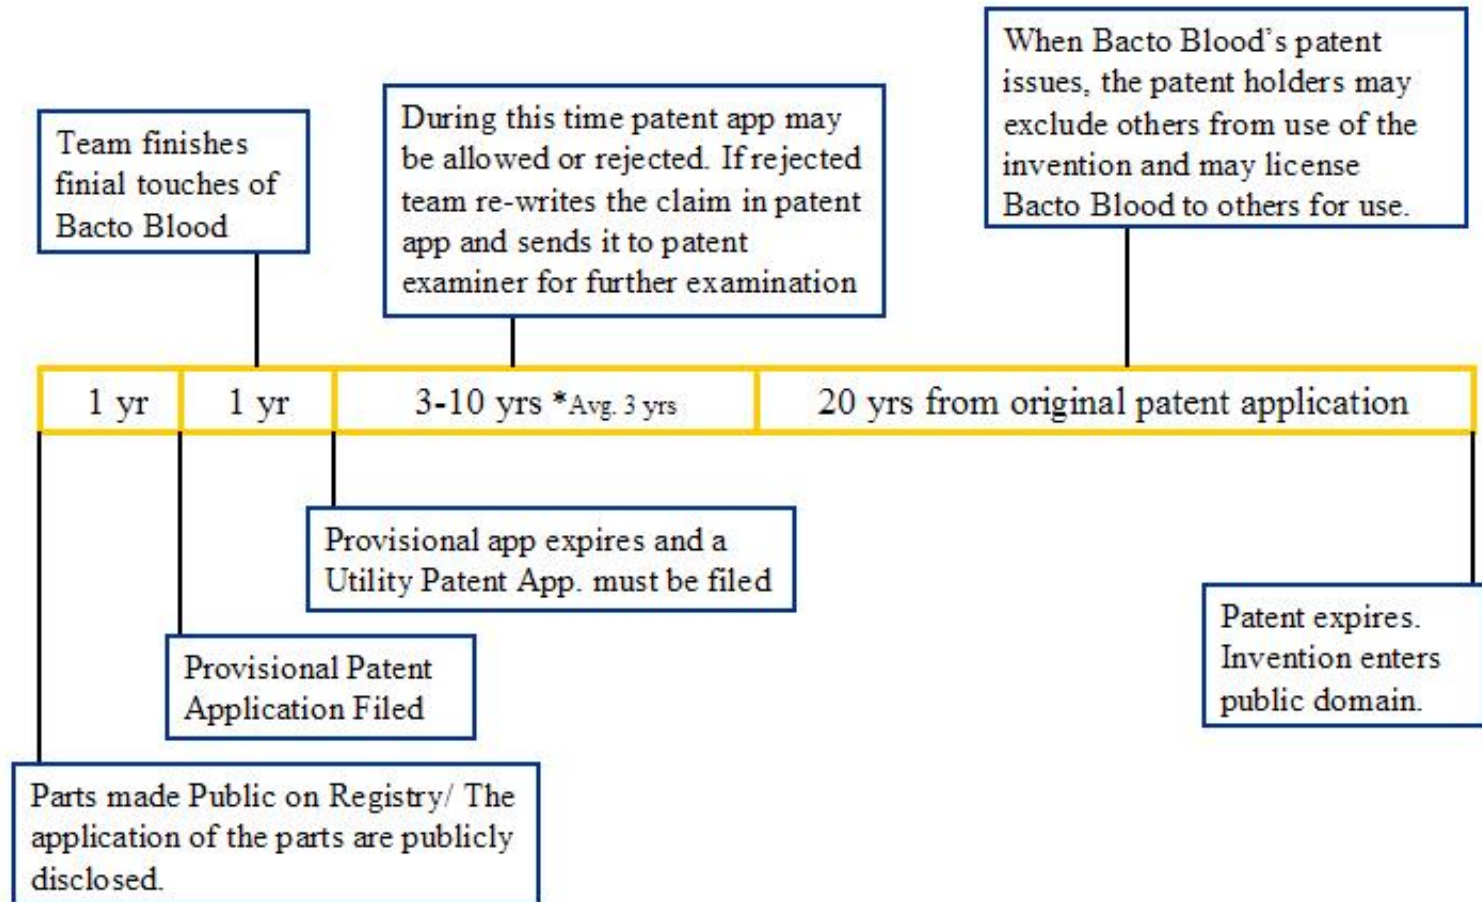 Team finishes
finial touches of
Bacto Blood
During this time patent app may
be allowed or rejected. If rejected
team re-writes the claim in patent
app and sends it to patent
examiner for further examination
When Bacto Blood's patent
issues, the patent holders may
exclude others from use of the
invention and may license
Bacto Blood to others for use.
1 yr
1 yr
3-10 yrs *Avg. 3 yrs
20 yrs from original patent application
Provisional app expires and a
Utility Patent App. must be filed
Provisional Patent
Application Filed
Patent expires.
Invention enters
public domain.
Parts made Public on Registry/ The
application of the parts are publicly
disclosed.